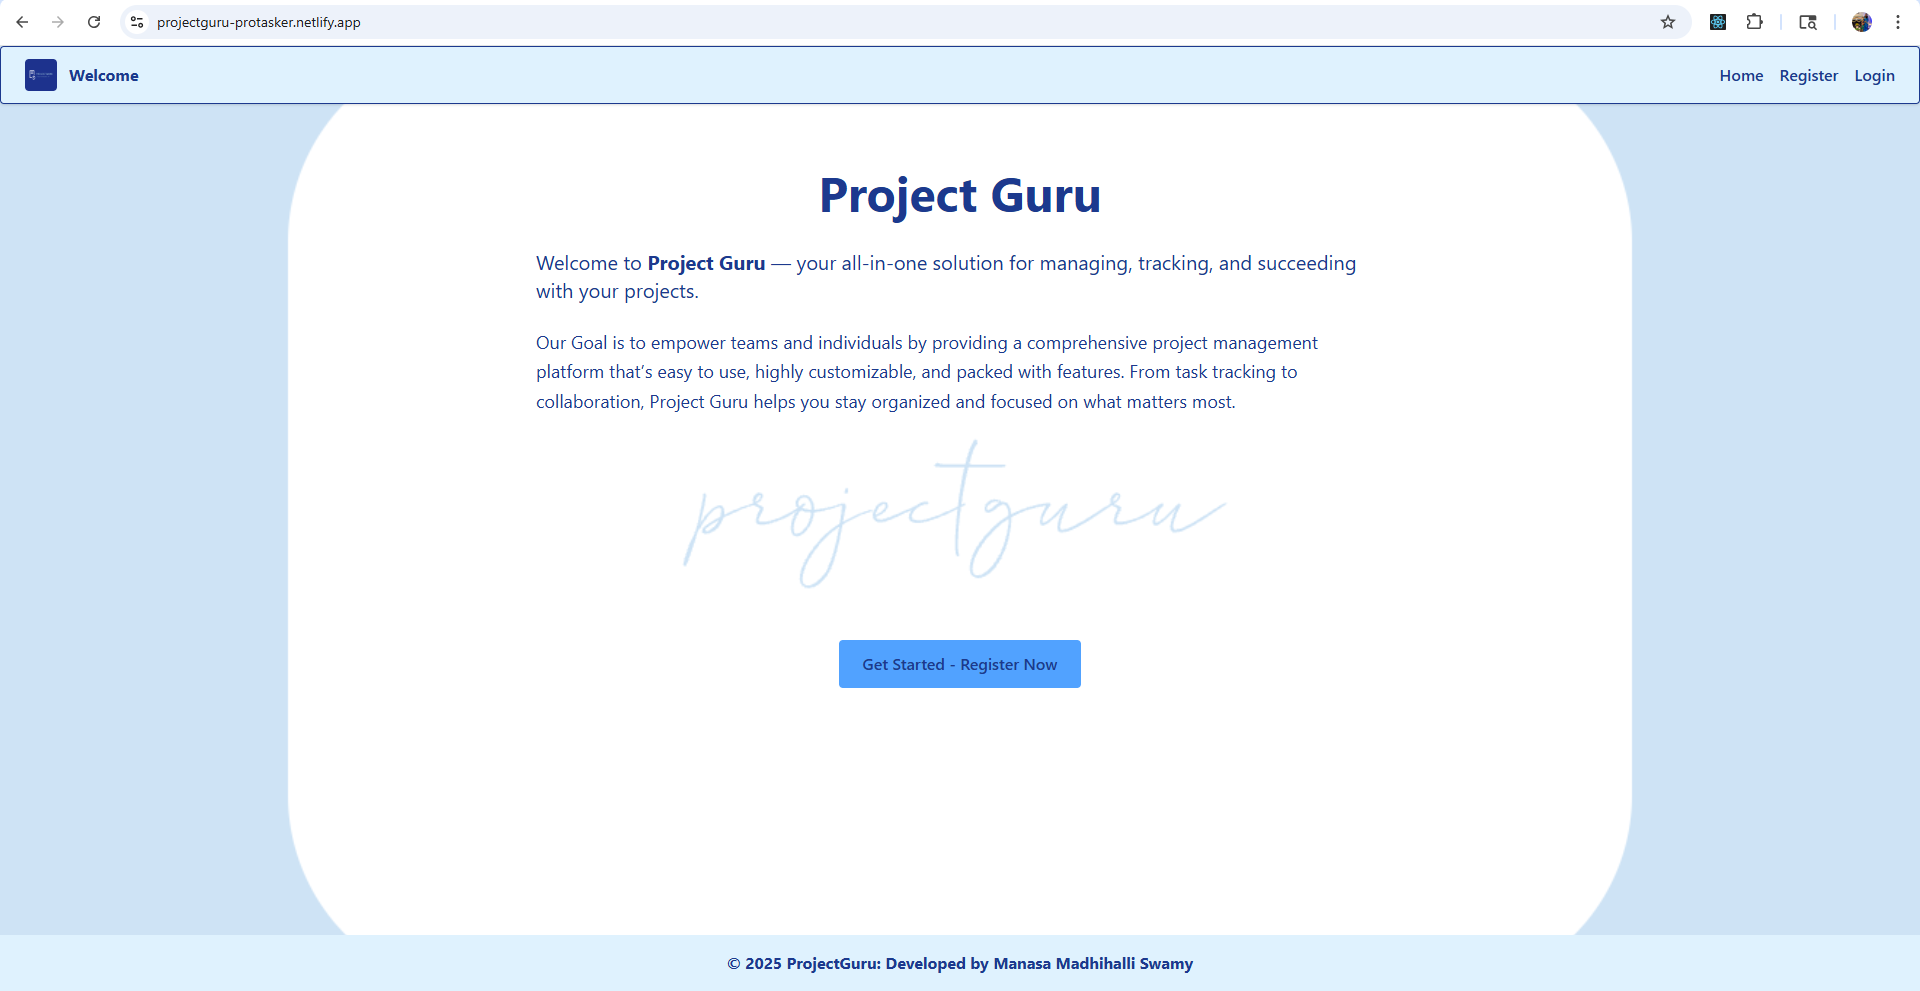 projectguru-protasker.netlify.app
Welcome
Home Register Login
Project Guru
Welcome to Project Guru — your all-in-one solution for managing, tracking, and succeeding
with your projects.
Our Goal is to empower teams and individuals by providing a comprehensive project management
platform that’s easy to use, highly customizable, and packed with features. From task tracking to
collaboration, Project Guru helps you stay organized and focused on what matters most.
projectguru
Get Started - Register Now
© 2025 ProjectGuru: Developed by Manasa Madhihalli Swamy